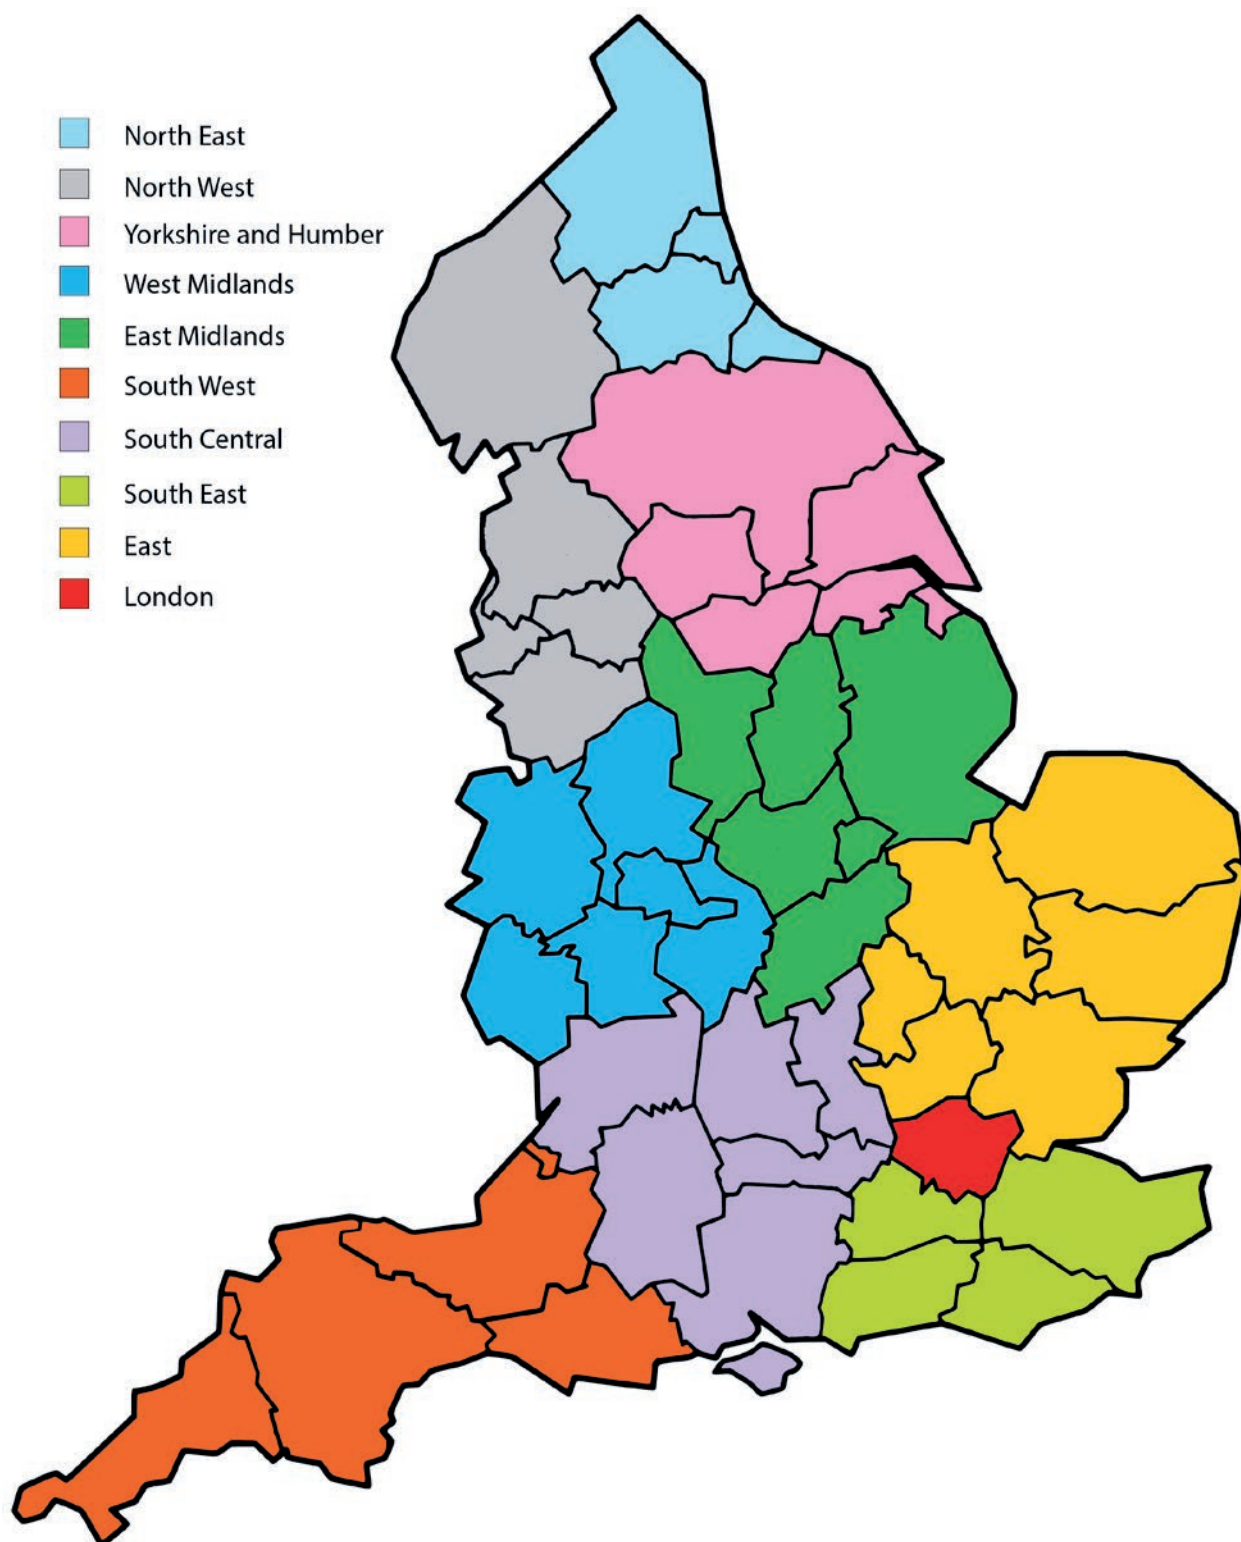 North East
North West
Yorkshire and Humber
West Midlands
East Midlands
South West
South Central
South East
East
London